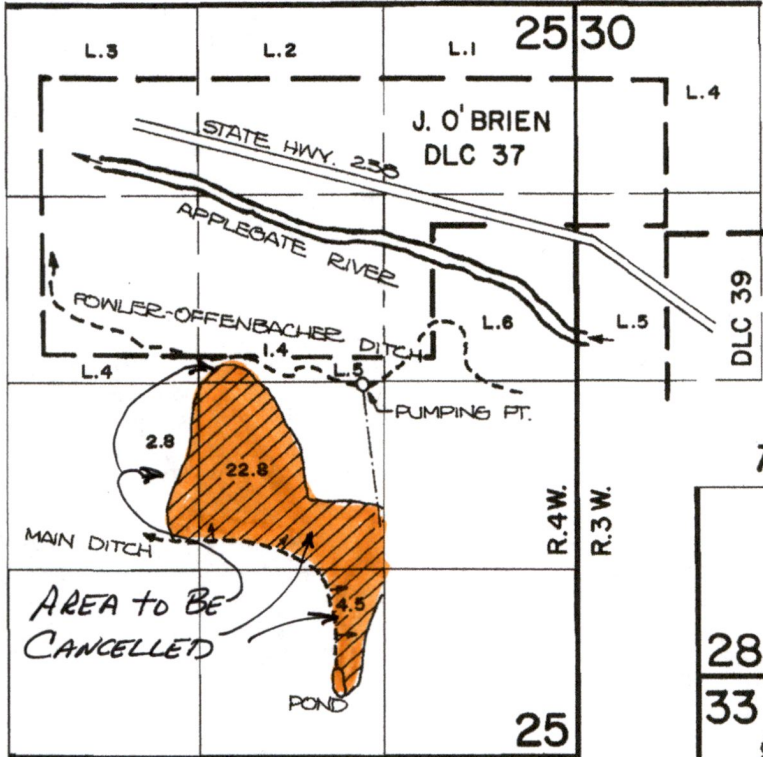 L.3
L.2
L.1
25
30
L.4
J. O'BRIEN
DLC 37
STATE HWY. 238
APPLEGATE RIVER
DLC 39
FOWLER-OFFENBACHER DITCH
L.6
L.5
L.4
1.4
L.5
PUMPING PT.
2.8
22.8
R.4W.
R.3W.
MAIN DITCH
AREA TO BE
CANCELLED
4.5
28
POND
25
33